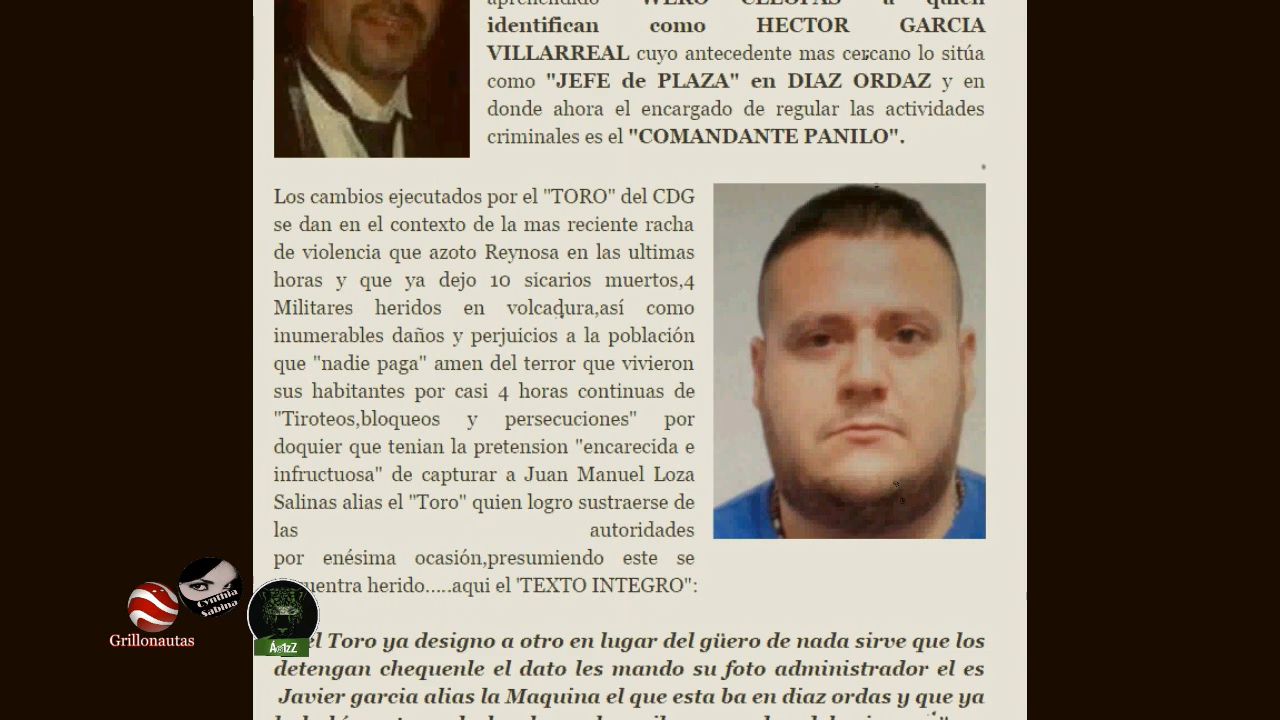 identifican como HECTOR GARCIA
VILLARREAL cuyo antecedente mas cercano lo sitúa
como "JEFE de PLAZA" en DIAZ ORDAZ y en
donde ahora el encargado de regular las actividades
criminales es el "COMANDANTE PANILO".
Los cambios ejecutados por el "TORO" del CDG
se dan en el contexto de la mas reciente racha
de violencia que azoto Reynosa en las ultimas
horas y que ya dejo 10 sicarios muertos,4
Militares heridos en volcadura,así como
inumerables daños y perjuicios a la población
que "nadie paga" amen del terror que vivieron
sus habitantes por casi 4 horas continuas de
"Tiroteos,bloqueos y persecuciones" por
doquier que tenian la pretension "encarecida e
infructuosa" de capturar a Juan Manuel Loza
Salinas alias el "Toro" quien logro sustraerse de
las autoridades
por enésima ocasión,presumiendo este se
uentra herido.....aqui el 'TEXTO INTEGRO":
el Toro ya designo a otro en lugar del güero de nada sirve que los
detengan chequenle el dato les mando su foto administrador el es
Javier garcia alias la Maquina el que esta ba en diaz ordas y que ya
Grillonautas
Cynthia
Sabina